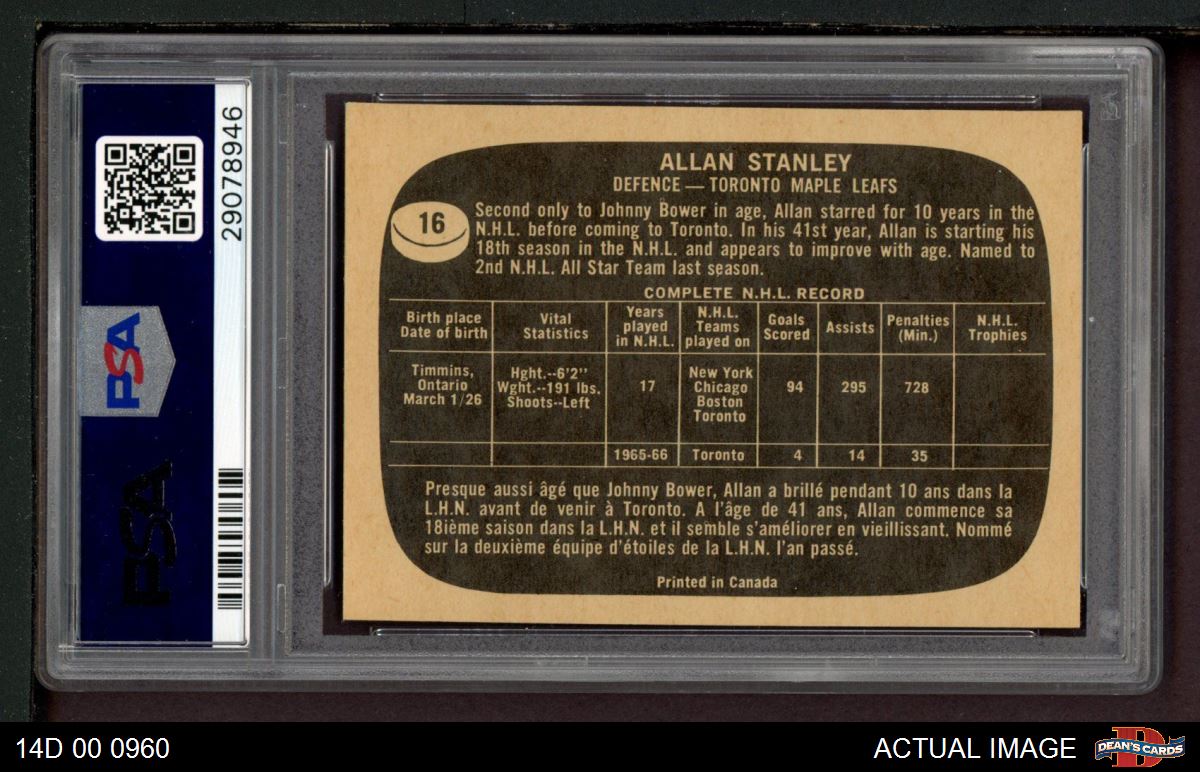 29078946
PSA
PSA
ALLAN STANLEY
DEFENCE — TORONTO MAPLE LEAFS
16
Second only to Johnny Bower in age, Allan starred for 10 years in the
N.H.L. before coming to Toronto. In his 41st year, Allan is starting his
18th season in the N.H.L. and appears to improve with age. Named to
2nd N.H.L. All Star Team last season.
COMPLETE N.H.L. RECORD
Birth place
Date of birth
Vital
Statistics
Years
played
in N.H.L.
N.H.L.
Teams
played on
Goals
Scored
Assists
Penalties
(Min.)
N.H.L.
Trophies
Timmins,
Ontario
March 1/26
Hght.--6'2"
Wght.--191 lbs.
Shoots--Left
17
New York
Chicago
Boston
Toronto
94
295
728
1965-66
Toronto
4
14
35
Presque aussi âgé que Johnny Bower, Allan a brillé pendant 10 ans dans la
L.H.N. avant de venir à Toronto. A l'âge de 41 ans, Allan commence sa
18ième saison dans la L.H.N. et il semble s'améliorer en vieillissant. Nommé
sur la deuxième équipe d'étoiles de la L.H.N. l'an passé.
Printed in Canada
14D 00 0960
ACTUAL IMAGE
D
DEAN'S CARDS